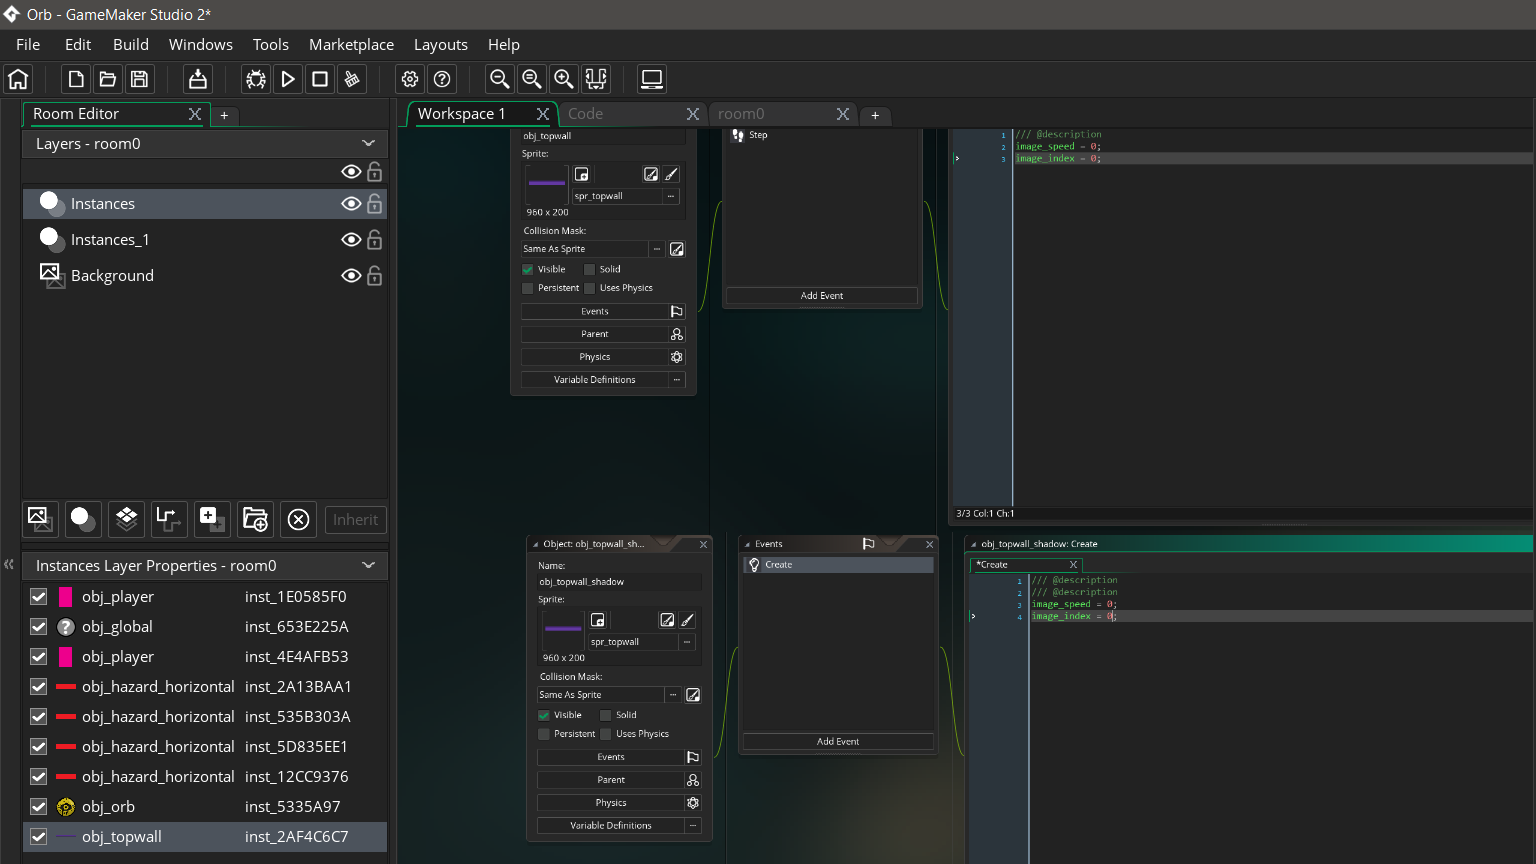 Orb - GameMaker Studio 2*
File Edit Build Windows Tools Marketplace Layouts Help
Room Editor
Layers - room0
Instances
Instances_1
Background
Inherit
Instances Layer Properties - room0
obj_player inst_1E0585F0
obj_global inst_653E225A
obj_player inst_4E4AFB53
obj_hazard_horizontal inst_2A13BAA1
obj_hazard_horizontal inst_535B303A
obj_hazard_horizontal inst_5D835EE1
obj_hazard_horizontal inst_12CC9376
obj_orb inst_5335A97
obj_topwall inst_2AF4C6C7
Workspace 1 Code room0
obj_topwall
Sprite:
spr_topwall
960 x 200
Collision Mask:
Same As Sprite
Visible Solid
Persistent Uses Physics
Events
Parent
Physics
Variable Definitions
Step
Add Event
1 /// @description
2 image_speed = 0;
3 image_index = 0;
3/3 Col:1 Ch:1
Object: obj_topwall_sh...
Name:
obj_topwall_shadow
Sprite:
spr_topwall
960 x 200
Collision Mask:
Same As Sprite
Visible Solid
Persistent Uses Physics
Events
Parent
Physics
Variable Definitions
Events
Create
Add Event
obj_topwall_shadow: Create
*Create
1 /// @description
2 /// @description
3 image_speed = 0;
4 image_index = 0;